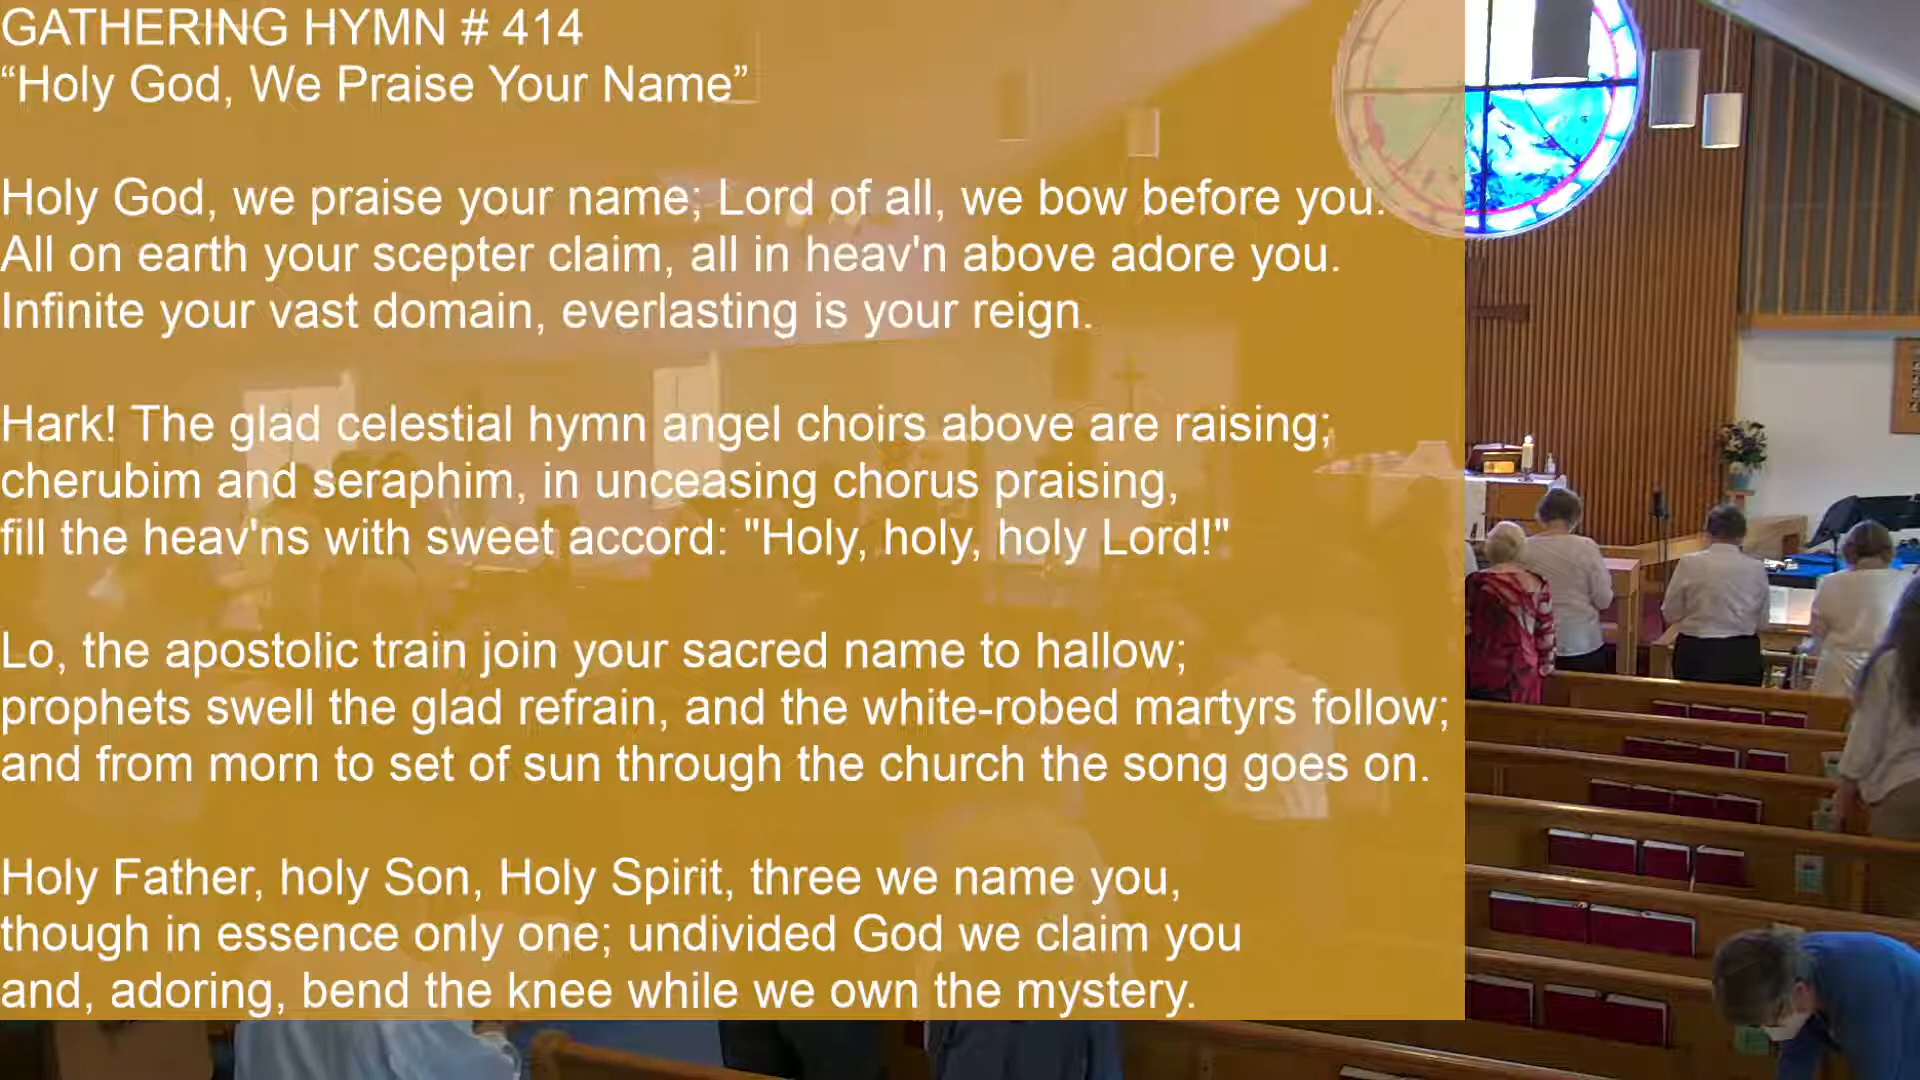 GATHERING HYMN # 414
“Holy God, We Praise Your Name”
Holy God, we praise your name; Lord of all, we bow before you.
All on earth your scepter claim, all in heav'n above adore you.
Infinite your vast domain, everlasting is your reign.
Hark! The glad celestial hymn angel choirs above are raising;
cherubim and seraphim, in unceasing chorus praising,
fill the heav'ns with sweet accord: "Holy, holy, holy Lord!"
Lo, the apostolic train join your sacred name to hallow;
prophets swell the glad refrain, and the white-robed martyrs follow;
and from morn to set of sun through the church the song goes on.
Holy Father, holy Son, Holy Spirit, three we name you,
though in essence only one; undivided God we claim you
and, adoring, bend the knee while we own the mystery.